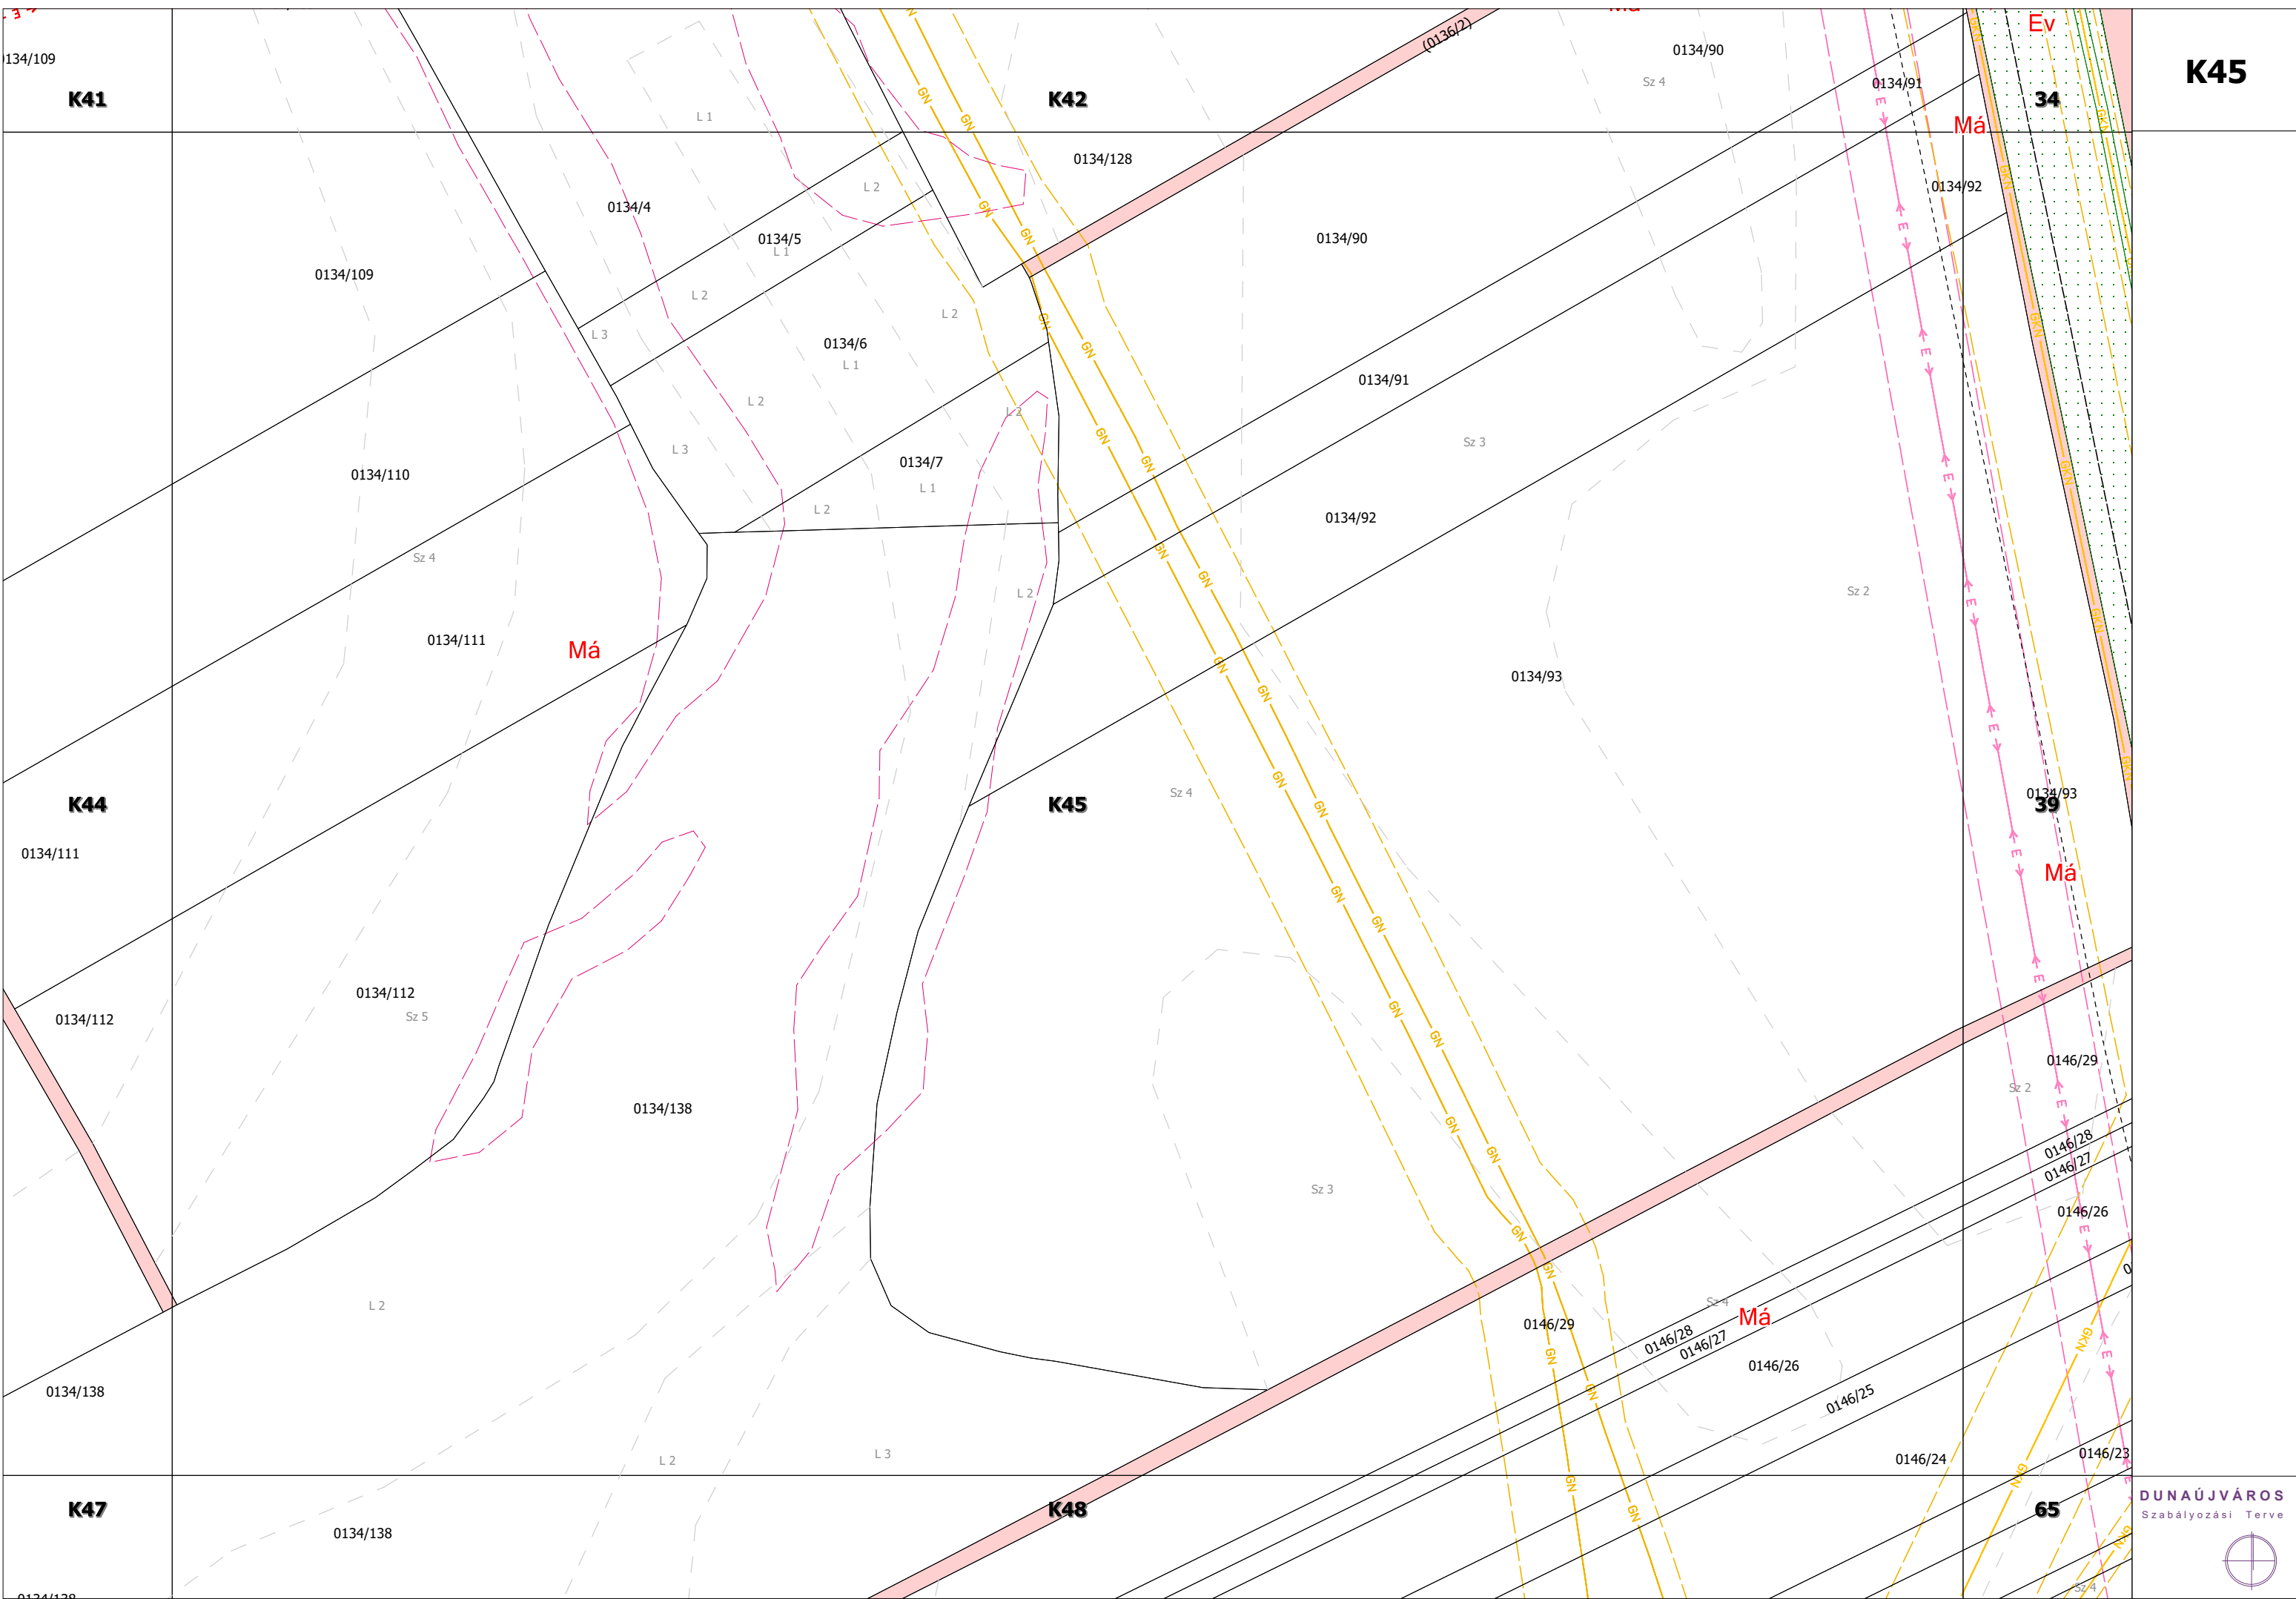 (0136/2)
Ev
0134/90
K45
0134/109
Sz 4
0134/91
K41
K42
34
L 1
Má
0134/128
L 2
0134/92
0134/4
0134/5
L 1
0134/90
0134/109
L 2
L 2
L 3
0134/6
L 1
0134/91
L 2
L 2
Sz 3
L 3
0134/7
0134/110
L 1
L 2
0134/92
Sz 4
L 2
Sz 2
0134/111
Má
0134/93
Sz 4
0134/93
K44
K45
39
0134/111
Má
0134/112
Sz 5
0134/112
0146/29
Sz 2
0134/138
0146/28
0146/27
Sz 3
0146/26
L 2
Sz 4
Má
0146/29
0146/28
0146/27
0146/26
0134/138
0146/25
L 3
L 2
0146/24
0146/23
K47
K48
65
DUNAÚJVÁROS
Szabályozási Terve
0134/138
Sz 4
GN
GKN
E